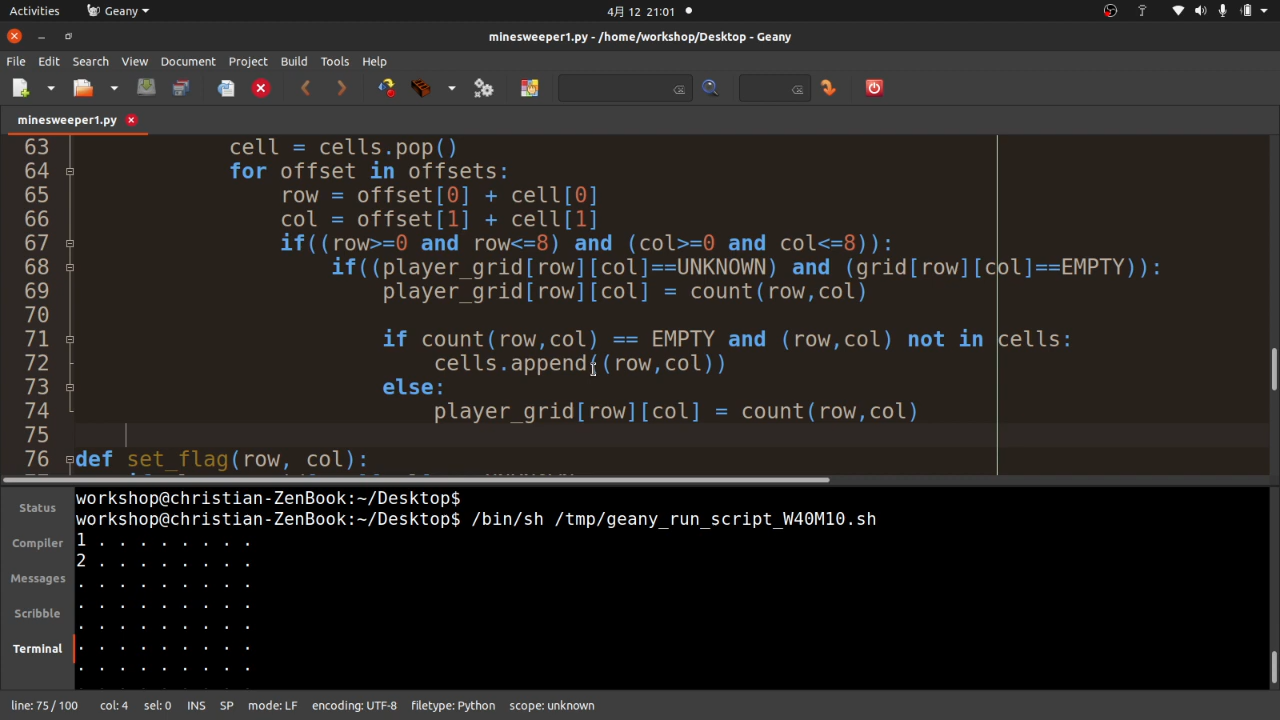 Activities
Geany
4月 12 21:01
minesweeper1.py - /home/workshop/Desktop - Geany
File Edit Search View Document Project Build Tools Help
minesweeper1.py
63 cell = cells.pop()
64 for offset in offsets:
65 row = offset[0] + cell[0]
66 col = offset[1] + cell[1]
67 if((row>=0 and row<=8) and (col>=0 and col<=8)):
68 if((player_grid[row][col]==UNKNOWN) and (grid[row][col]==EMPTY)):
69 player_grid[row][col] = count(row,col)
70
71 if count(row,col) == EMPTY and (row,col) not in cells:
72 cells.append((row,col))
73 else:
74 player_grid[row][col] = count(row,col)
75
76 def set_flag(row, col):
Status
Compiler
Messages
Scribble
Terminal
workshop@christian-ZenBook:~/Desktop$
workshop@christian-ZenBook:~/Desktop$ /bin/sh /tmp/geany_run_script_W40M10.sh
1 . . . . . . . .
2 . . . . . . . .
. . . . . . . . .
. . . . . . . . .
. . . . . . . . .
. . . . . . . . .
. . . . . . . . .
line: 75 / 100 col: 4 sel: 0 INS SP mode: LF encoding: UTF-8 filetype: Python scope: unknown